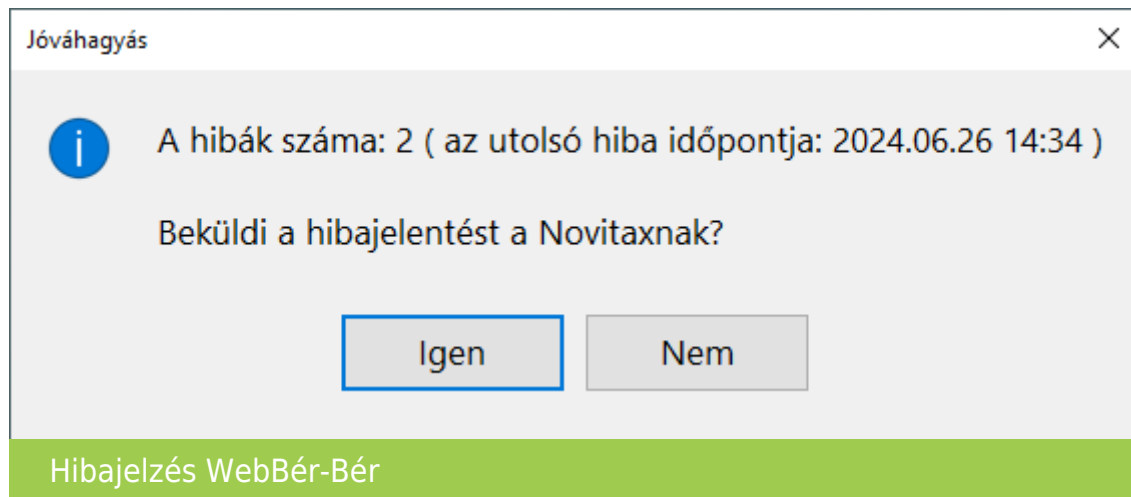 Jóváhagyás
A hibák száma: 2 ( az utolsó hiba időpontja: 2024.06.26 14:34 )
Beküldi a hibajelentést a Novitaxnak?
Igen
Nem
Hibajelzés WebBér-Bér